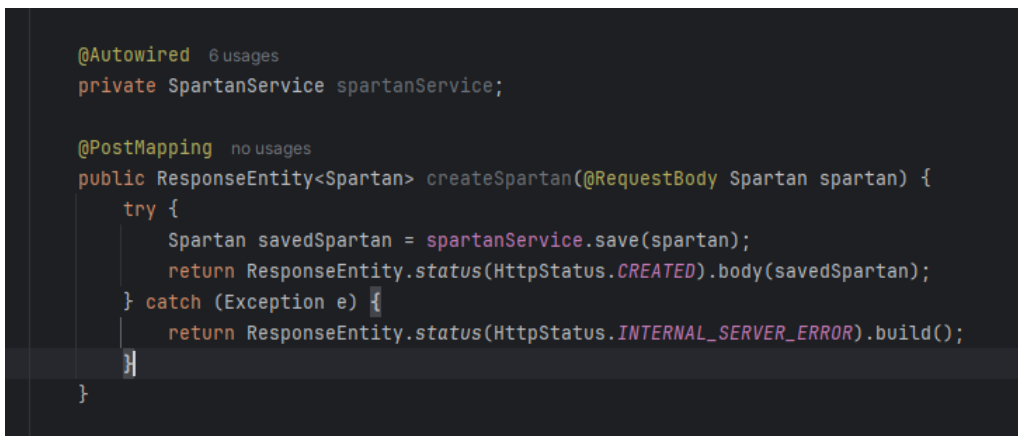 @Autowired 6 usages
private SpartanService spartanService;
@PostMapping no usages
public ResponseEntity<Spartan> createSpartan(@RequestBody Spartan spartan) {
try {
Spartan savedSpartan = spartanService.save(spartan);
return ResponseEntity.status(HttpStatus.CREATED).body(savedSpartan);
} catch (Exception e) {
return ResponseEntity.status(HttpStatus.INTERNAL_SERVER_ERROR).build();
}
}